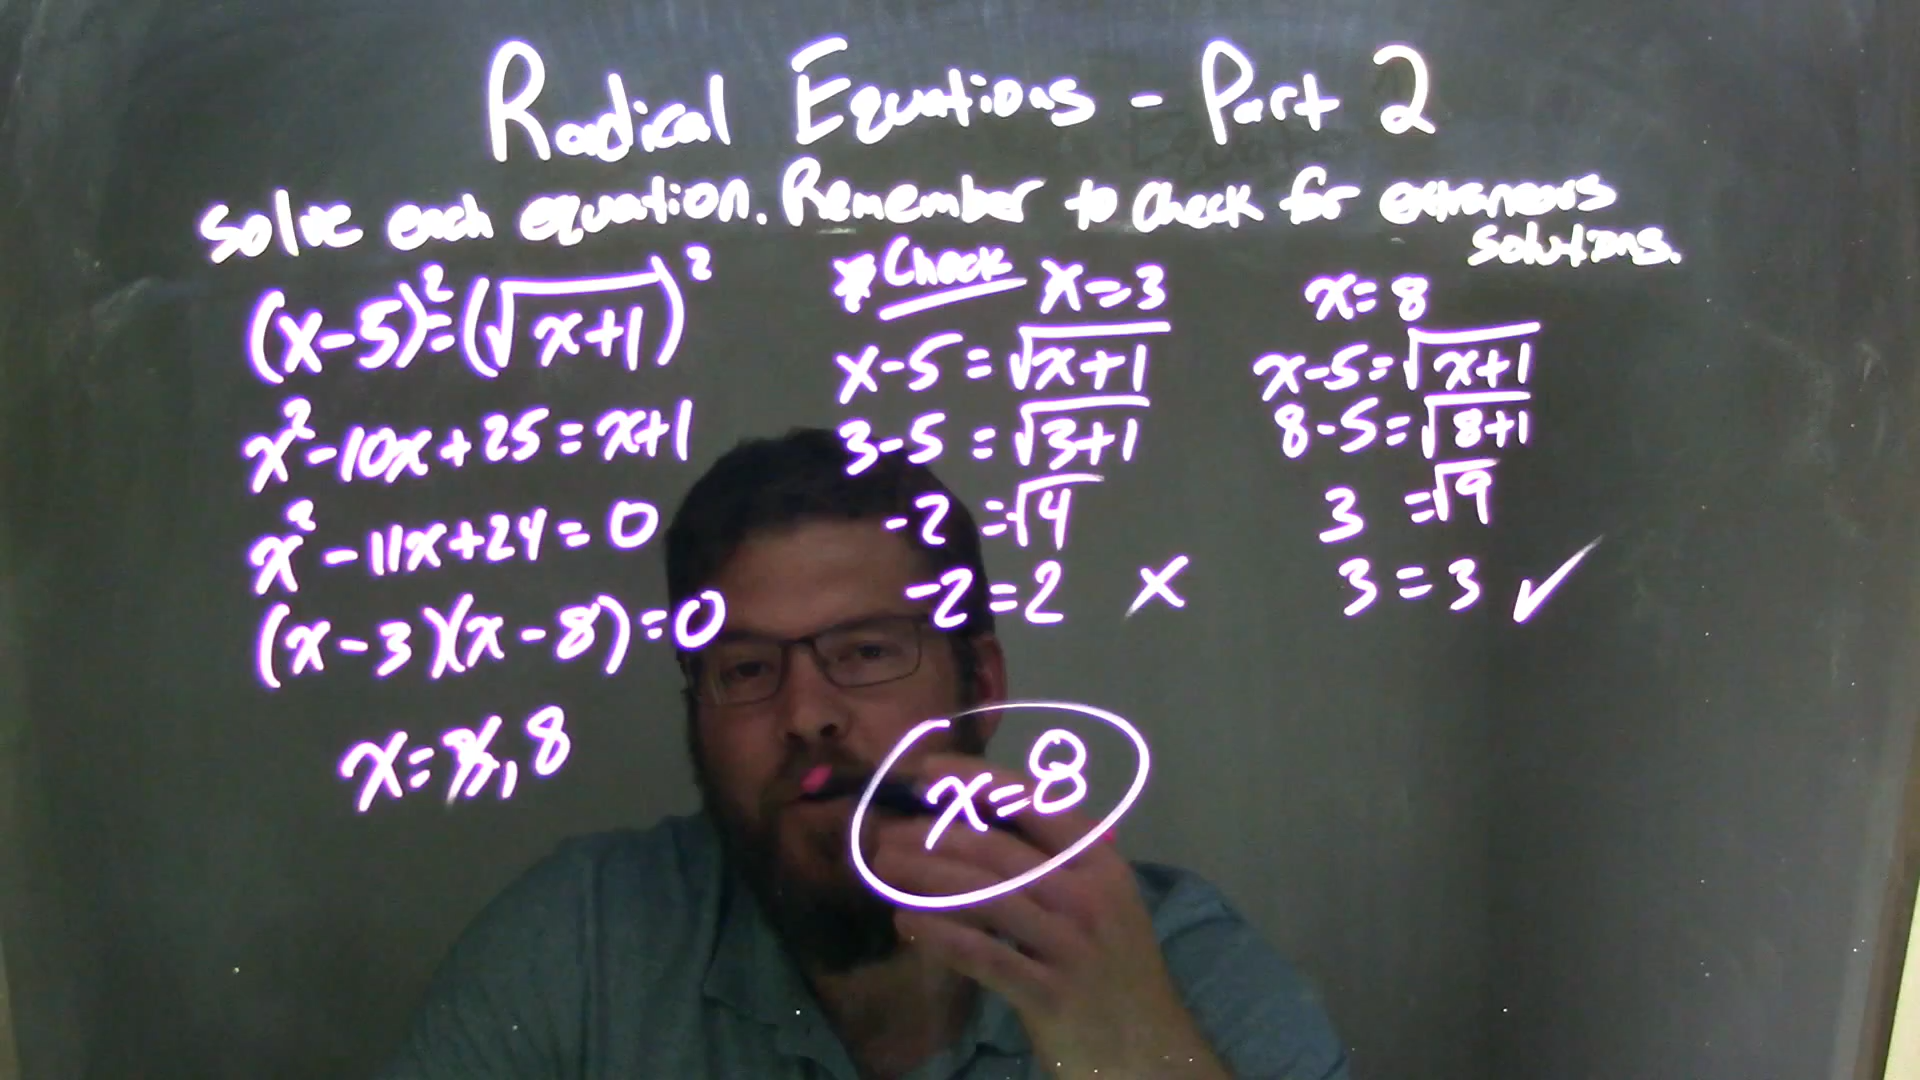 Radical Equations - Part 2
Solve each equation. Remember to check for extraneous
solutions.
(x-5)²=(√x+1)²
x²-10x+25=x+1
x²-11x+24=0
(x-3)(x-8)=0
x=3,8
*Check x=3
x-5=√x+1
3-5=√3+1
-2=√4
-2=2 X
x=8
x=8
x-5=√x+1
8-5=√8+1
3=√9
3=3 ✓